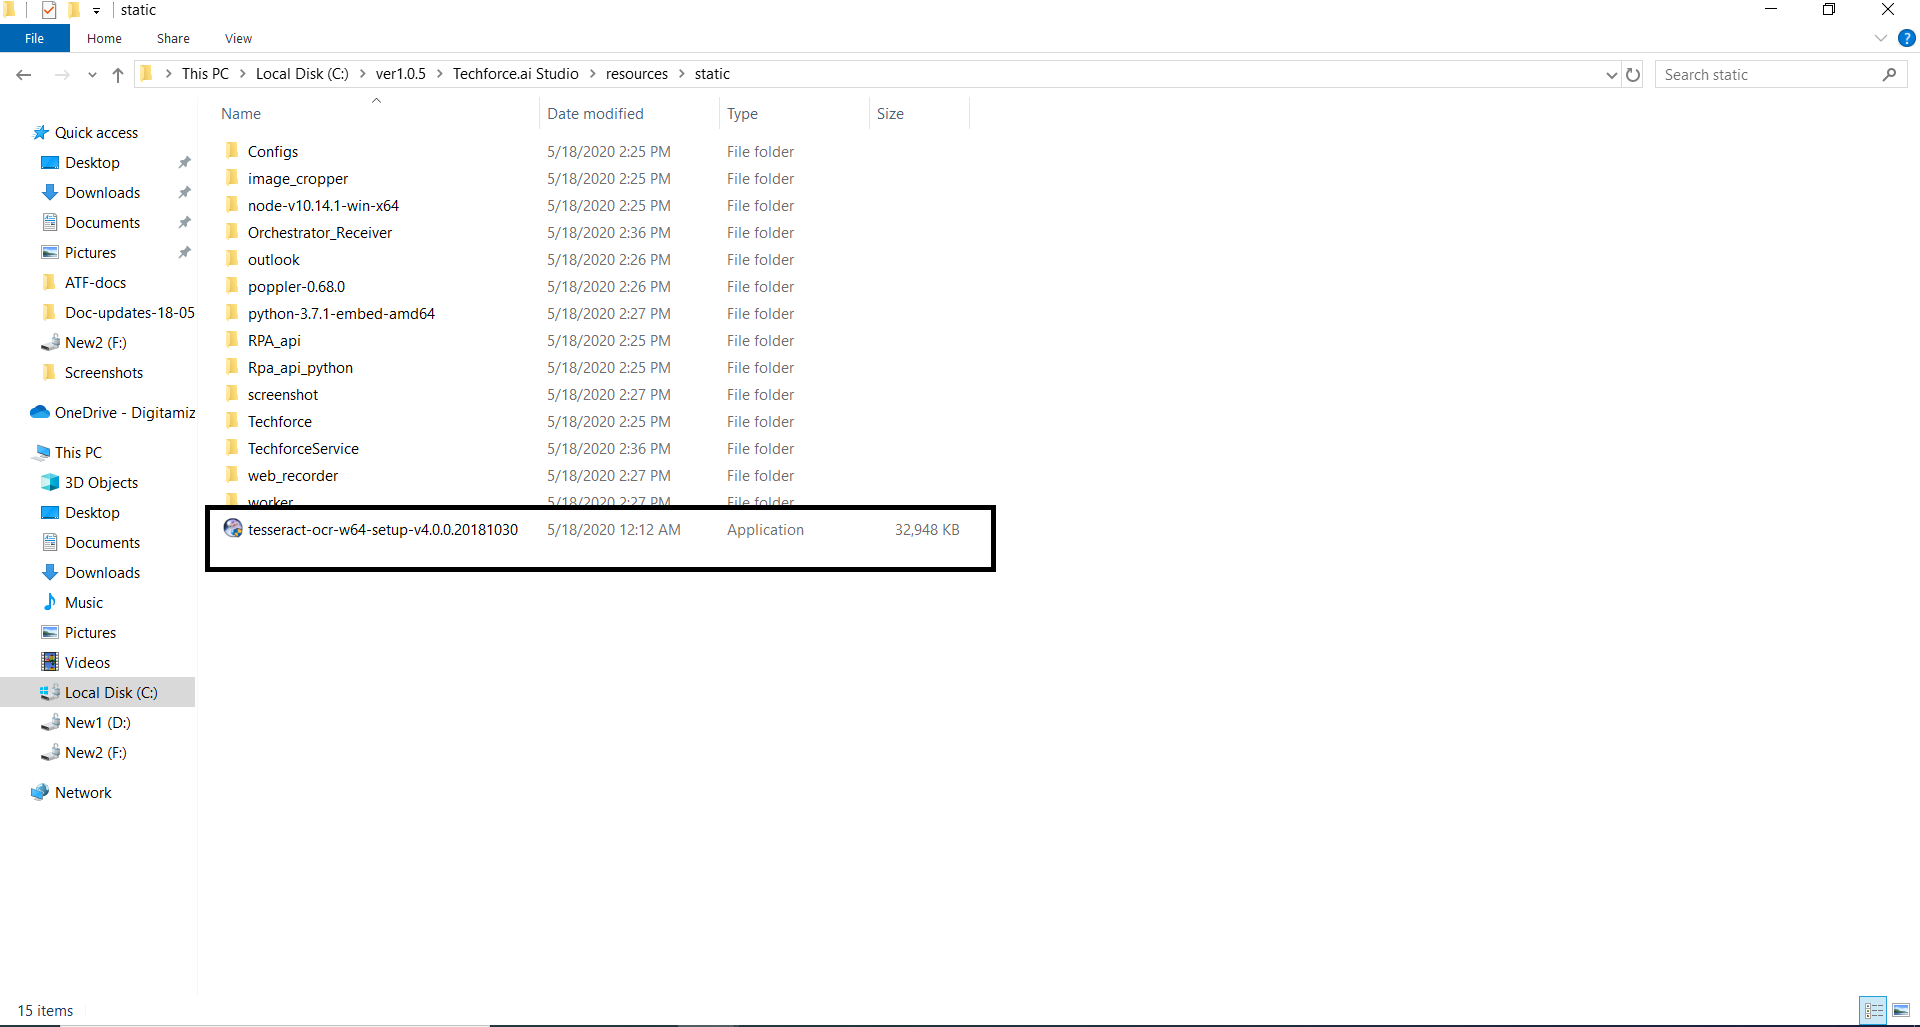 static
File Home Share View
This PC Local Disk (C:) ver1.0.5 Techforce.ai Studio resources static
Search static
Name Date modified Type Size
Quick access
Desktop
Downloads
Documents
Pictures
ATF-docs
Doc-updates-18-05
New2 (F:)
Screenshots
OneDrive - Digitamiz
This PC
3D Objects
Desktop
Documents
Downloads
Music
Pictures
Videos
Local Disk (C:)
New1 (D:)
New2 (F:)
Network
Configs 5/18/2020 2:25 PM File folder
image_cropper 5/18/2020 2:25 PM File folder
node-v10.14.1-win-x64 5/18/2020 2:25 PM File folder
Orchestrator_Receiver 5/18/2020 2:36 PM File folder
outlook 5/18/2020 2:26 PM File folder
poppler-0.68.0 5/18/2020 2:26 PM File folder
python-3.7.1-embed-amd64 5/18/2020 2:27 PM File folder
RPA_api 5/18/2020 2:25 PM File folder
Rpa_api_python 5/18/2020 2:25 PM File folder
screenshot 5/18/2020 2:27 PM File folder
Techforce 5/18/2020 2:25 PM File folder
TechforceService 5/18/2020 2:36 PM File folder
web_recorder 5/18/2020 2:27 PM File folder
worker 5/18/2020 2:27 PM File folder
tesseract-ocr-w64-setup-v4.0.0.20181030 5/18/2020 12:12 AM Application 32,948 KB
15 items